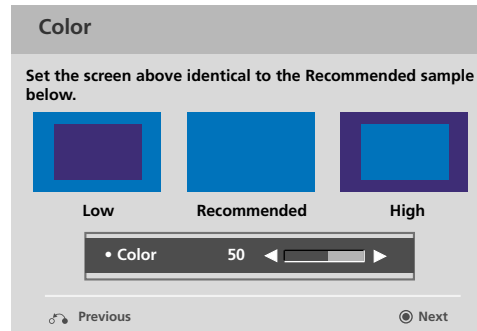 Color
Set the screen above identical to the Recommended sample
below.
Low Recommended High
• Color 50 ◀ ▶
Previous Next